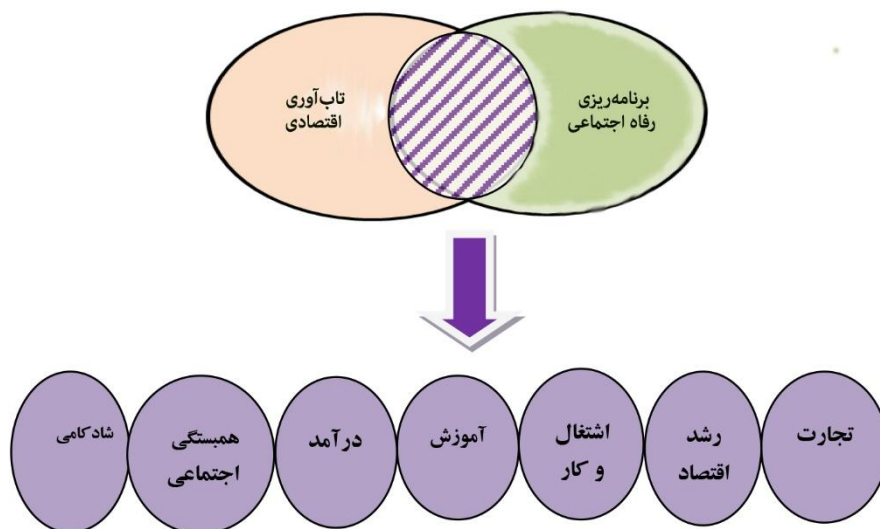 برنامه‌ریزی
رفاه اجتماعی
تاب‌آوری
اقتصادی
تجارت
رشد
اقتصاد
اشتغال
و کار
آموزش
درآمد
همبستگی
اجتماعی
شادکامی